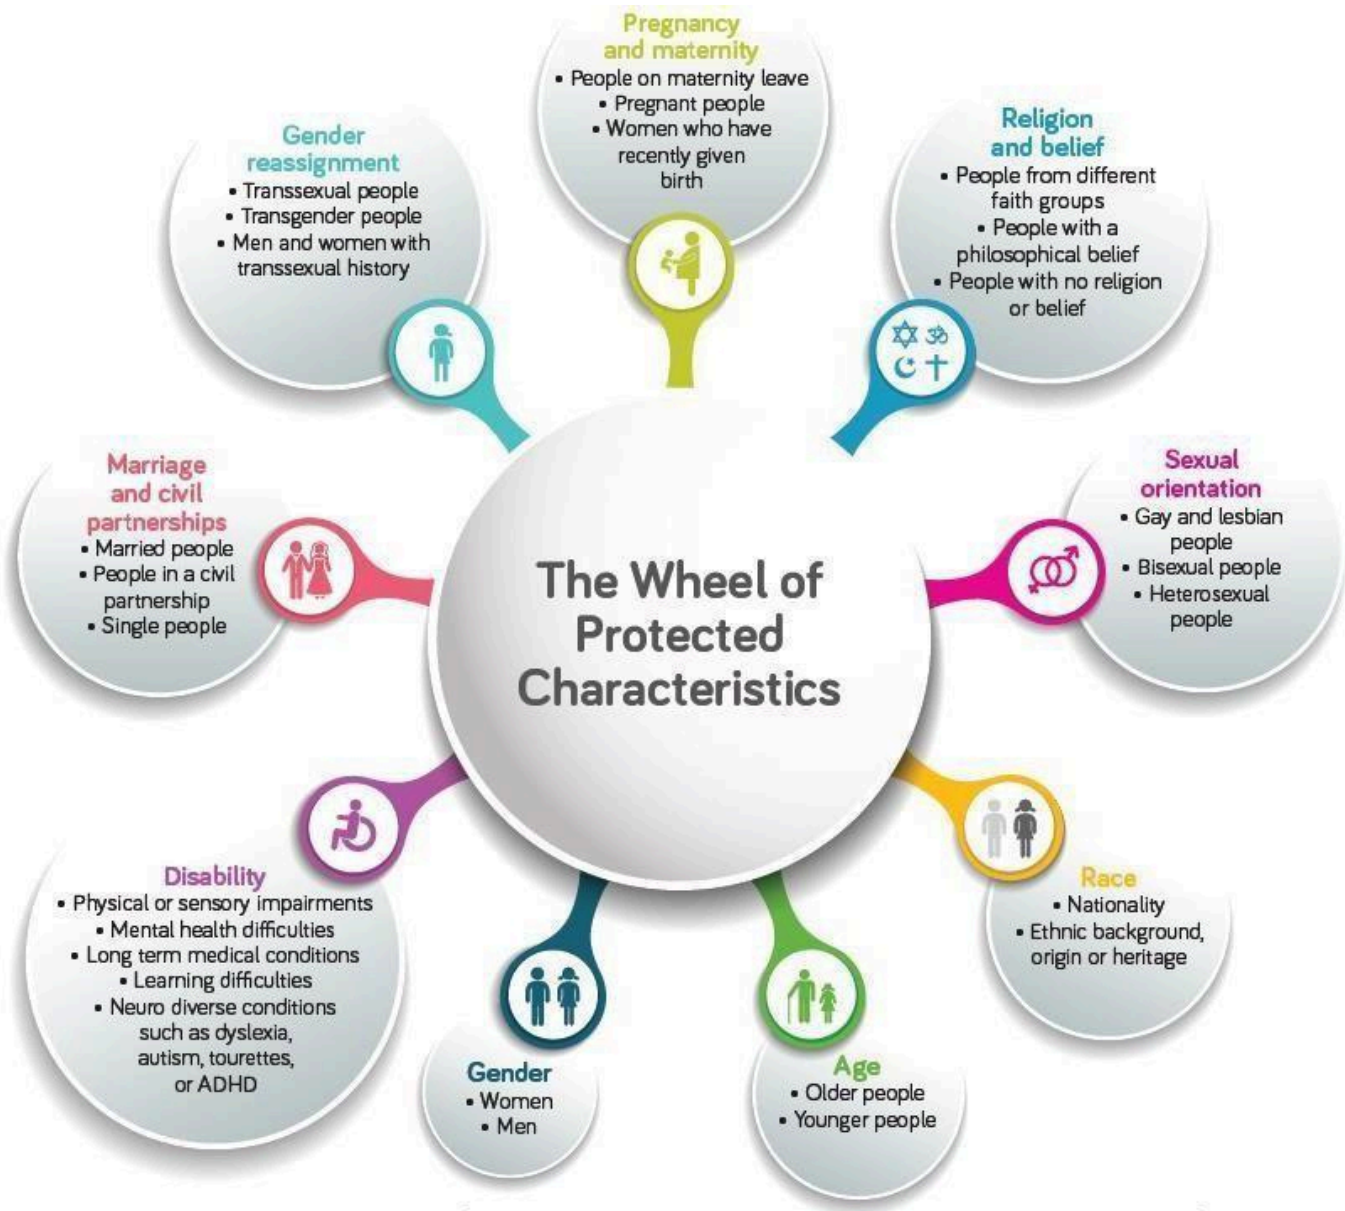 The Wheel of
Protected
Characteristics
Pregnancy
and maternity
• People on maternity leave
• Pregnant people
• Women who have
recently given
birth
Religion
and belief
• People from different
faith groups
• People with a
philosophical belief
• People with no religion
or belief
Sexual
orientation
• Gay and lesbian
people
• Bisexual people
• Heterosexual
people
Race
• Nationality
• Ethnic background,
origin or heritage
Age
• Older people
• Younger people
Gender
• Women
• Men
Disability
• Physical or sensory impairments
• Mental health difficulties
• Long term medical conditions
• Learning difficulties
• Neuro diverse conditions
such as dyslexia,
autism, tourettes,
or ADHD
Marriage
and civil
partnerships
• Married people
• People in a civil
partnership
• Single people
Gender
reassignment
• Transsexual people
• Transgender people
• Men and women with
transsexual history